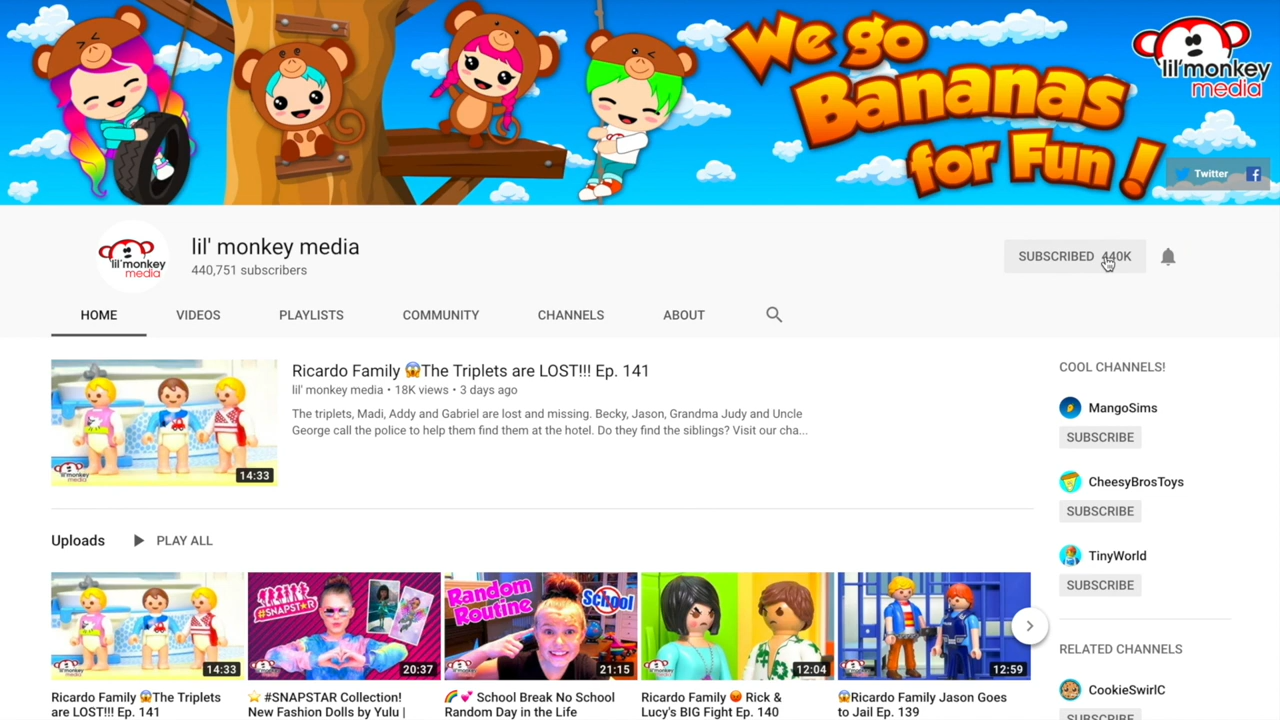 We go
Bananas
for Fun!
lil'monkey
media
Twitter
lil'monkey
media
lil' monkey media
440,751 subscribers
SUBSCRIBED 440K
HOME VIDEOS PLAYLISTS COMMUNITY CHANNELS ABOUT
lil'monkey
media
14:33
Ricardo Family 😱The Triplets are LOST!!! Ep. 141
lil' monkey media • 18K views • 3 days ago
The triplets, Madi, Addy and Gabriel are lost and missing. Becky, Jason, Grandma Judy and Uncle
George call the police to help them find them at the hotel. Do they find the siblings? Visit our cha...
COOL CHANNELS!
MangoSims
SUBSCRIBE
CheesyBrosToys
SUBSCRIBE
TinyWorld
SUBSCRIBE
RELATED CHANNELS
CookieSwirlC
SUBSCRIBE
Uploads PLAY ALL
14:33
Ricardo Family 😱The Triplets
are LOST!!! Ep. 141
#SNAPSTAR
20:37
⭐ #SNAPSTAR Collection!
New Fashion Dolls by Yulu |
Random
Routine
School
21:15
🌈💕 School Break No School
Random Day in the Life
12:04
Ricardo Family 😡 Rick &
Lucy's BIG Fight Ep. 140
12:59
😱Ricardo Family Jason Goes
to Jail Ep. 139